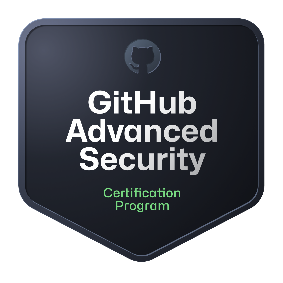 GitHub
Advanced
Security
Certification
Program